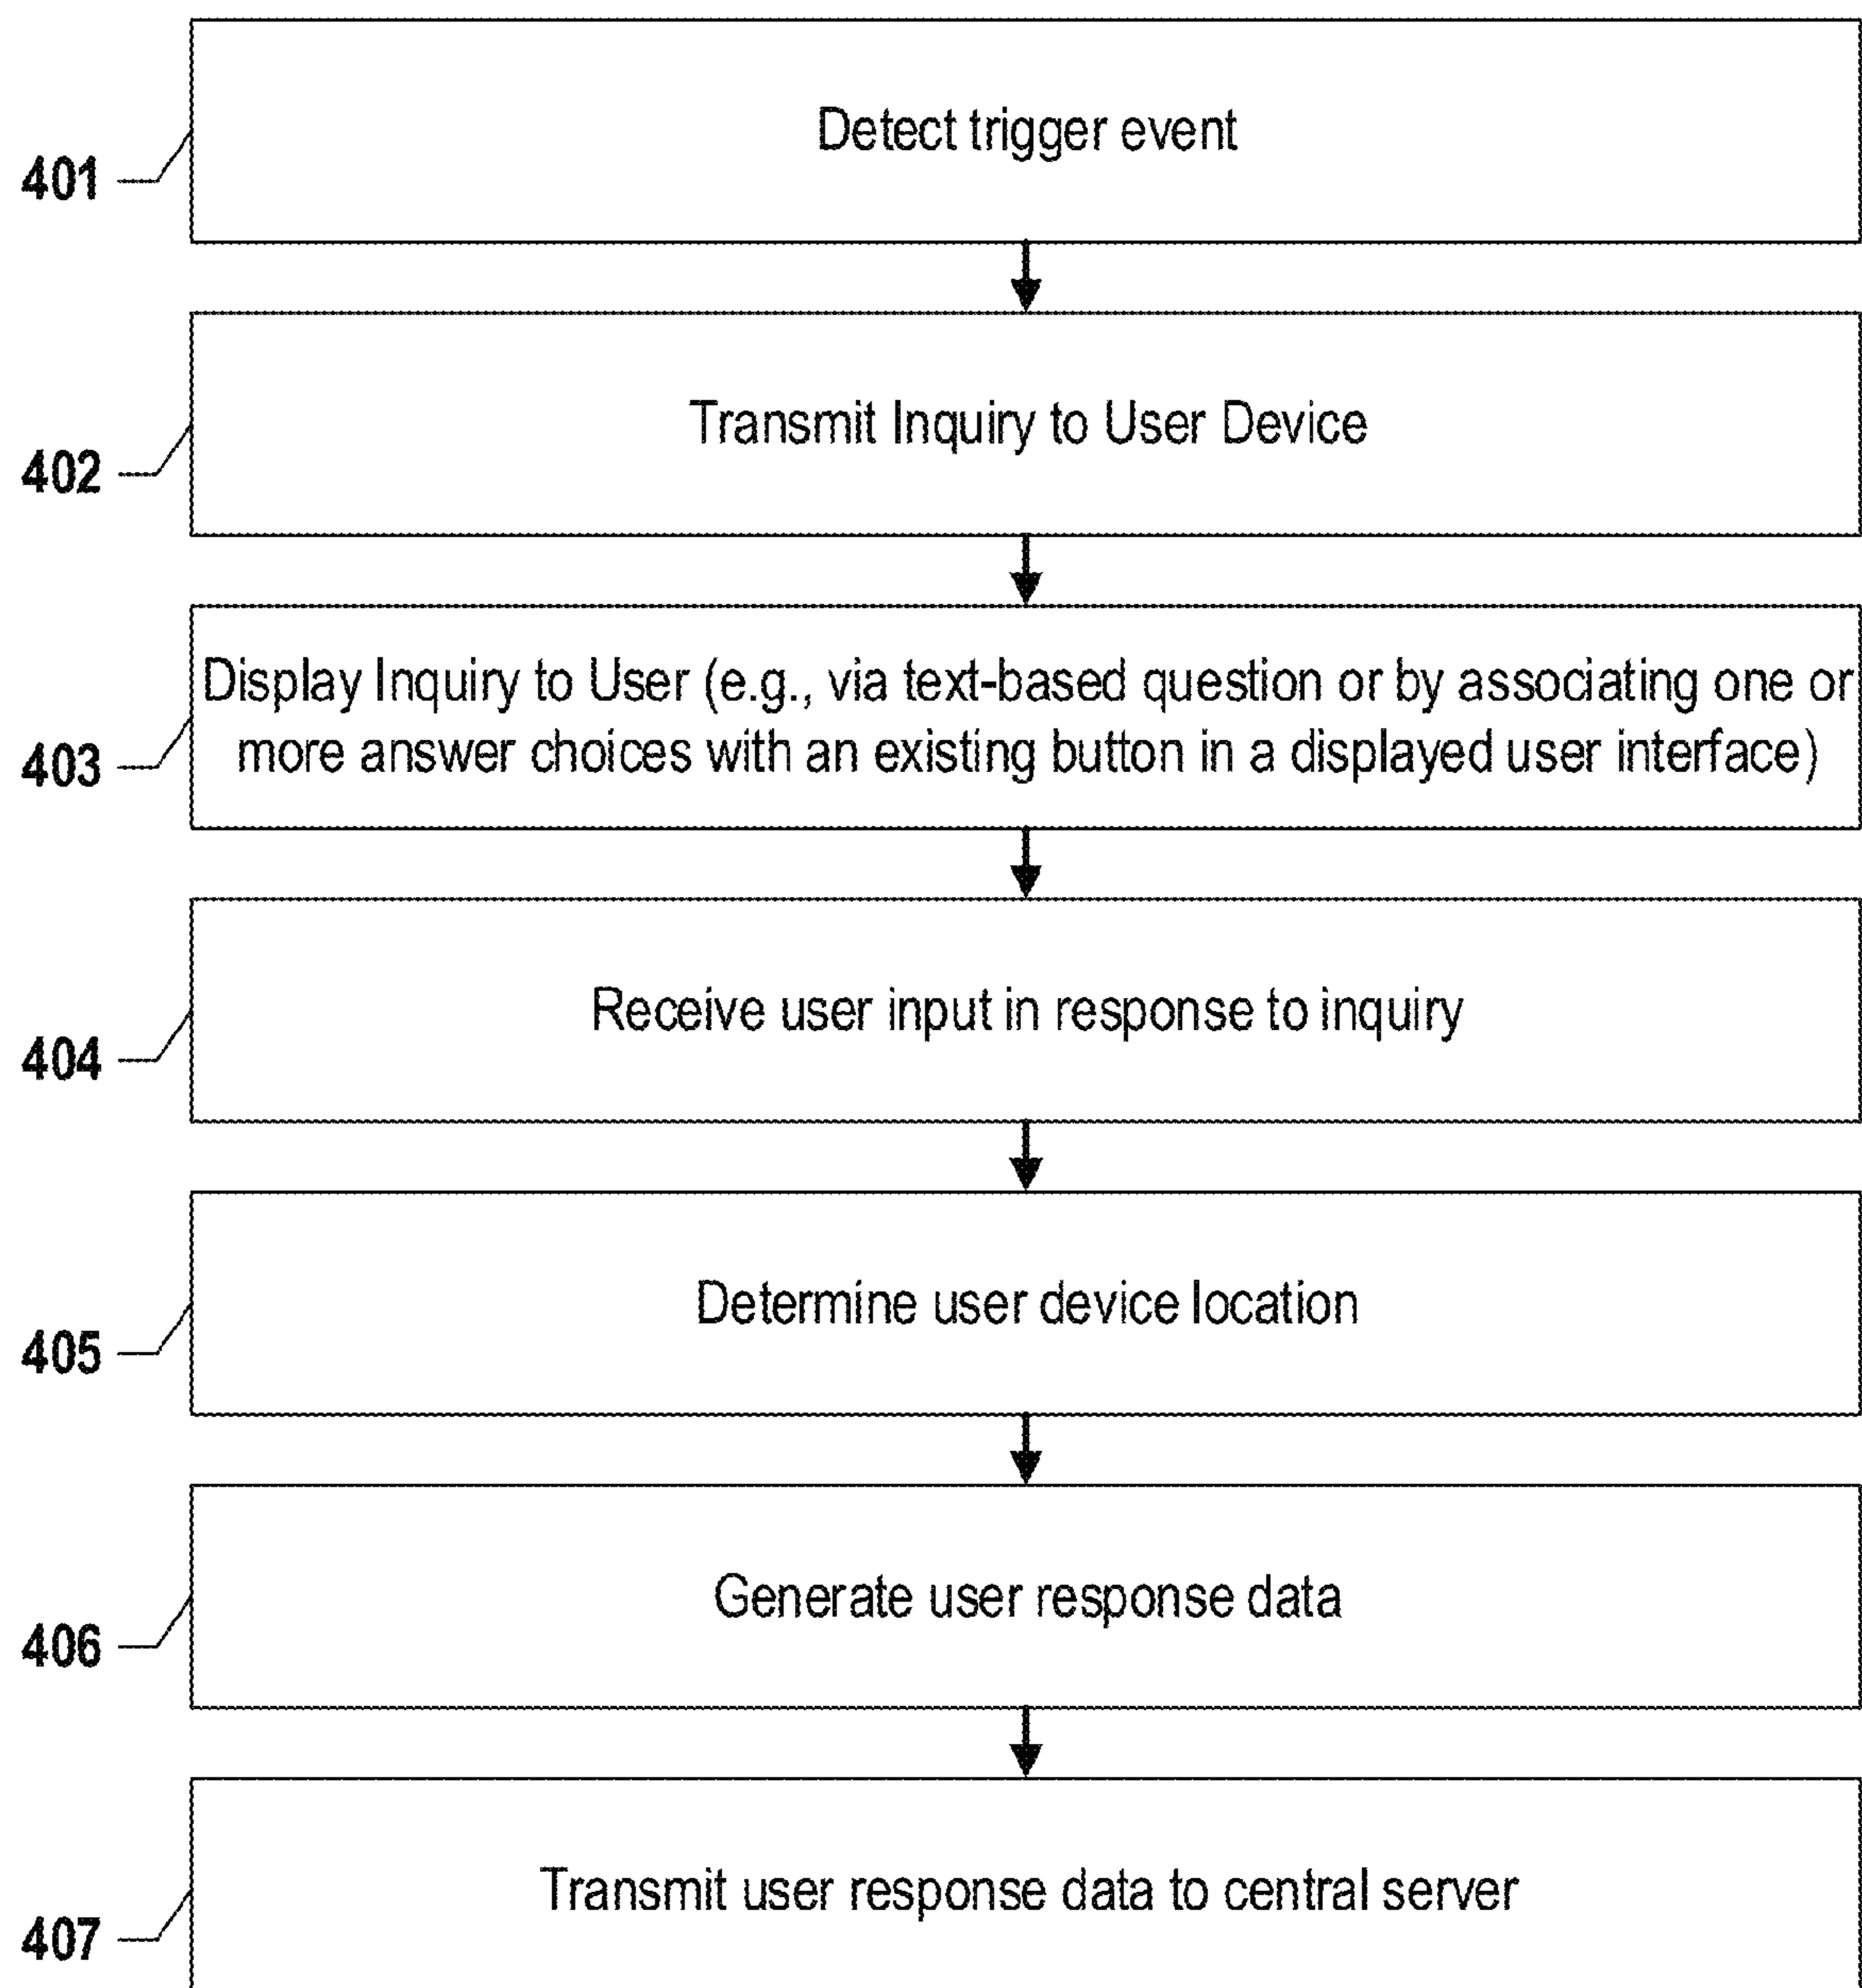 Detect trigger event
401
Transmit Inquiry to User Device
402
Display Inquiry to User (e.g., via text-based question or by associating one or
more answer choices with an existing button in a displayed user interface)
403
Receive user input in response to inquiry
404
Determine user device location
405
Generate user response data
406
Transmit user response data to central server
407